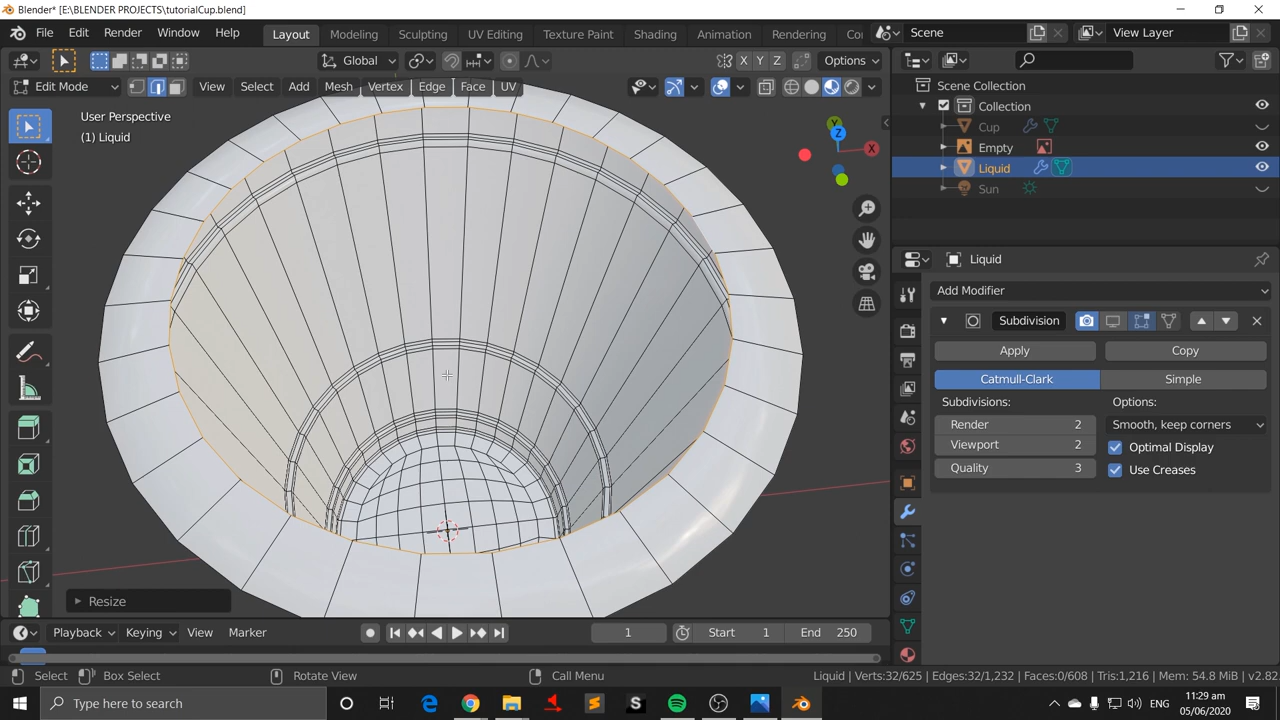 Blender* [E:\BLENDER PROJECTS\tutorialCup.blend]
File Edit Render Window Help
Layout Modeling Sculpting UV Editing Texture Paint Shading Animation Rendering Co
Scene
View Layer
Global
X Y Z
Options
Edit Mode
View Select Add Mesh Vertex Edge Face UV
User Perspective
(1) Liquid
Y
Z
X
Scene Collection
Collection
Cup
Empty
Liquid
Sun
Liquid
Add Modifier
Subdivision
Apply Copy
Catmull-Clark Simple
Subdivisions: Options:
Render 2 Smooth, keep corners
Viewport 2 Optimal Display
Quality 3 Use Creases
Resize
Playback Keying View Marker
1
Start 1 End 250
Select Box Select Rotate View Call Menu
Liquid | Verts:32/625 | Edges:32/1,232 | Faces:0/608 | Tris:1,216 | Mem: 54.8 MiB | v2.82
Type here to search
S
ENG
11:29 am
05/06/2020